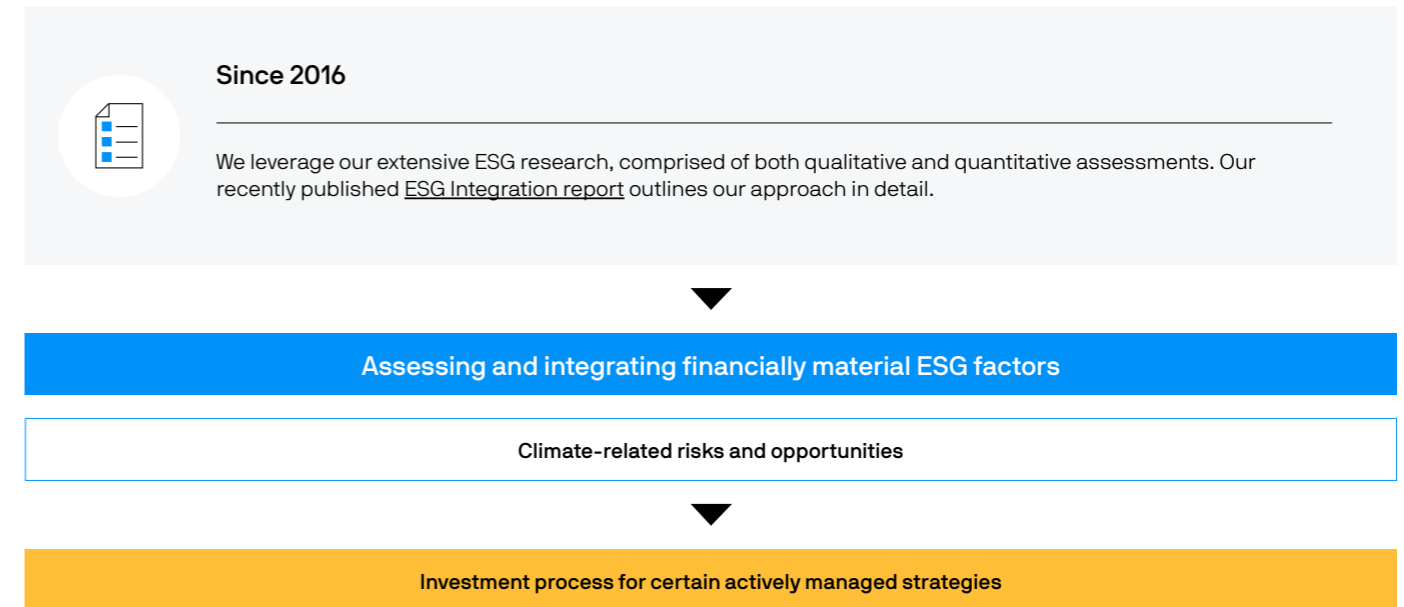 Since 2016
We leverage our extensive ESG research, comprised of both qualitative and quantitative assessments. Our
recently published ESG Integration report outlines our approach in detail.
Assessing and integrating financially material ESG factors
Climate-related risks and opportunities
Investment process for certain actively managed strategies